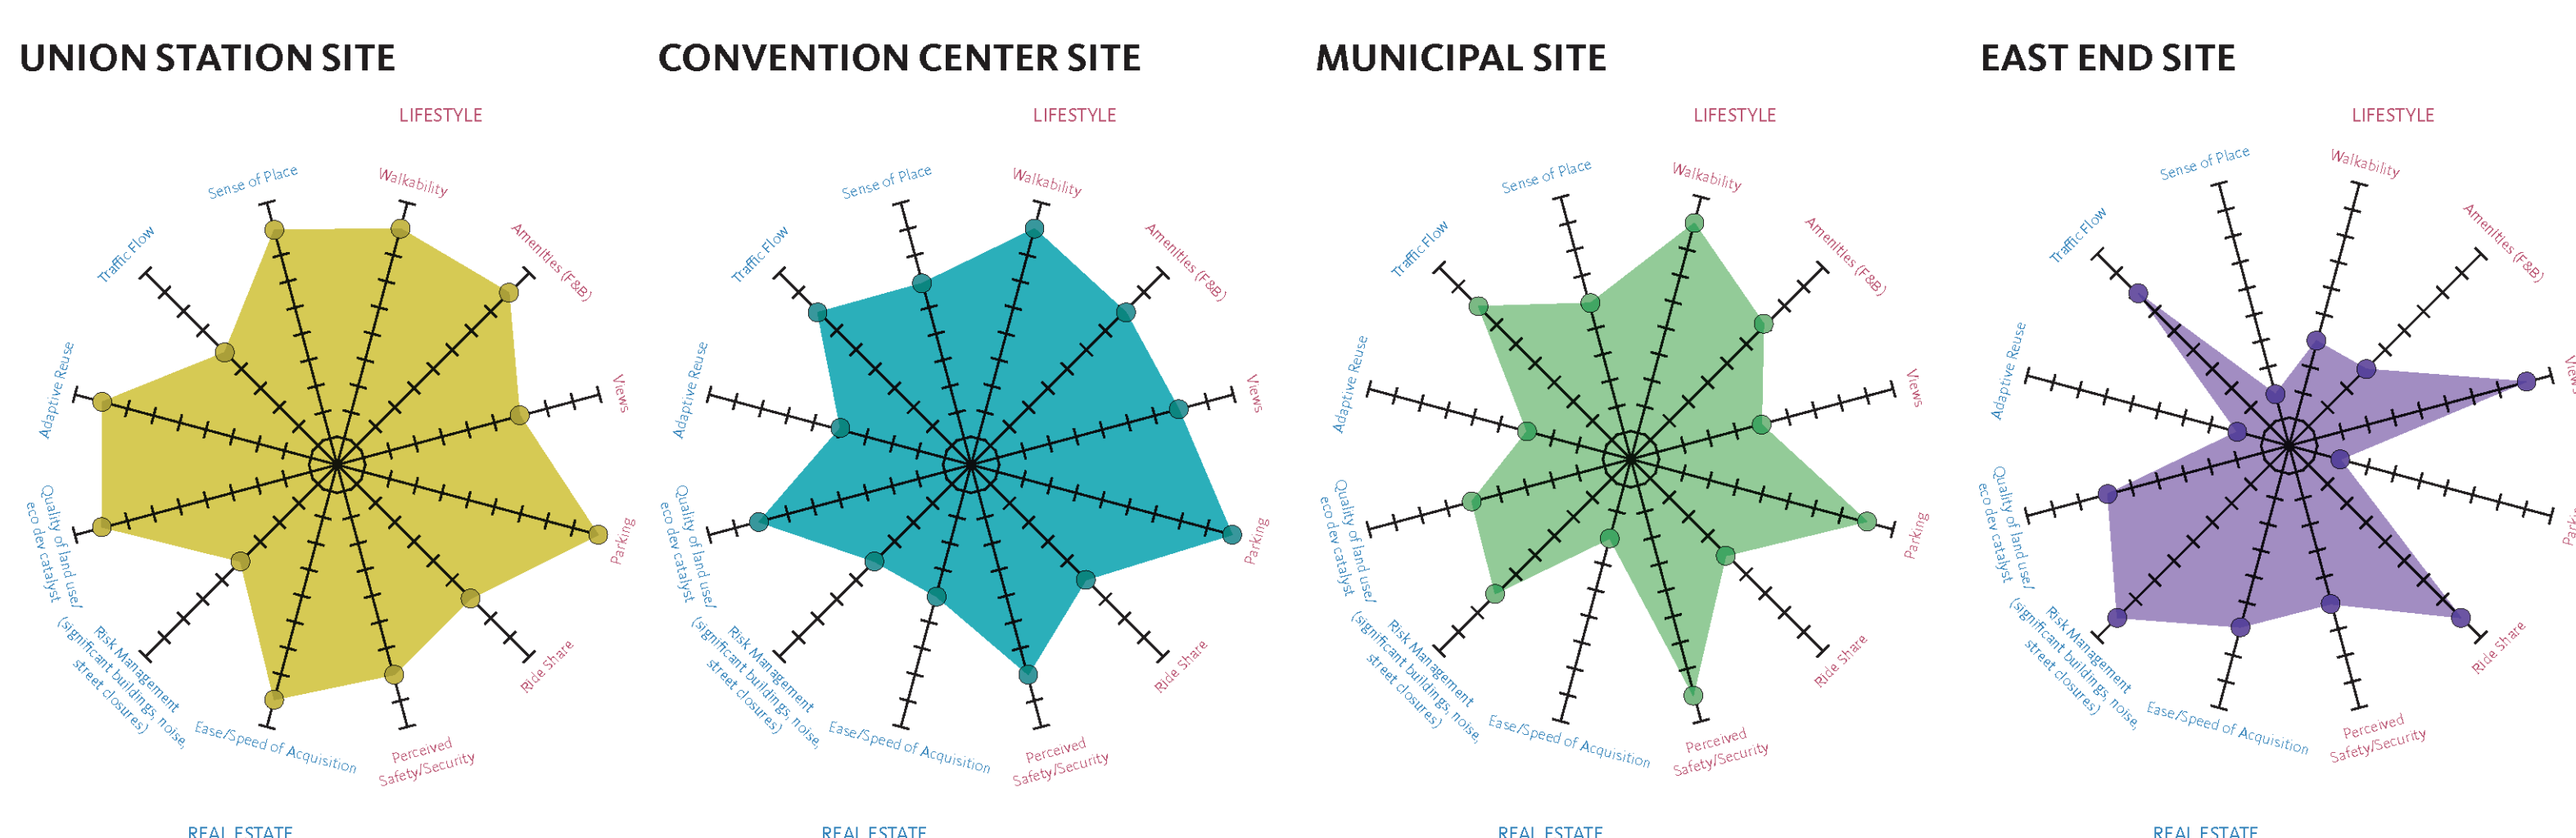 UNION STATION SITE
LIFESTYLE
Sense of Place
Walkability
Traffic Flow
Amenities (F&B)
Adaptive Reuse
Views
Quality of land use/
eco dev catalyst
Parking
Risk Management
(significant buildings, noise,
street closures)
Ride Share
Ease/Speed of Acquisition
Perceived
Safety/Security
REAL ESTATE
CONVENTION CENTER SITE
LIFESTYLE
Sense of Place
Walkability
Traffic Flow
Amenities (F&B)
Adaptive Reuse
Views
Quality of land use/
eco dev catalyst
Parking
Risk Management
(significant buildings, noise,
street closures)
Ride Share
Ease/Speed of Acquisition
Perceived
Safety/Security
REAL ESTATE
MUNICIPAL SITE
LIFESTYLE
Sense of Place
Walkability
Traffic Flow
Amenities (F&B)
Adaptive Reuse
Views
Quality of land use/
eco dev catalyst
Parking
Risk Management
(significant buildings, noise,
street closures)
Ride Share
Ease/Speed of Acquisition
Perceived
Safety/Security
REAL ESTATE
EAST END SITE
LIFESTYLE
Sense of Place
Walkability
Traffic Flow
Amenities (F&B)
Adaptive Reuse
Quality of land use/
eco dev catalyst
Risk Management
(significant buildings, noise,
street closures)
Ride Share
Ease/Speed of Acquisition
Perceived
Safety/Security
REAL ESTATE